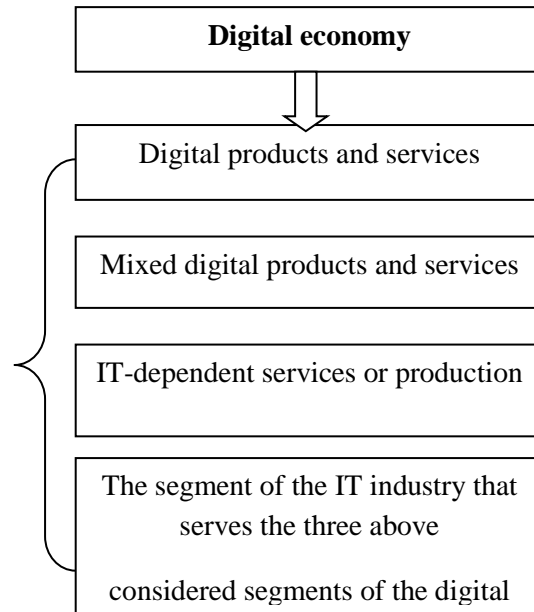 Digital economy
Digital products and services
Mixed digital products and services
IT-dependent services or production
The segment of the IT industry that
serves the three above
considered segments of the digital